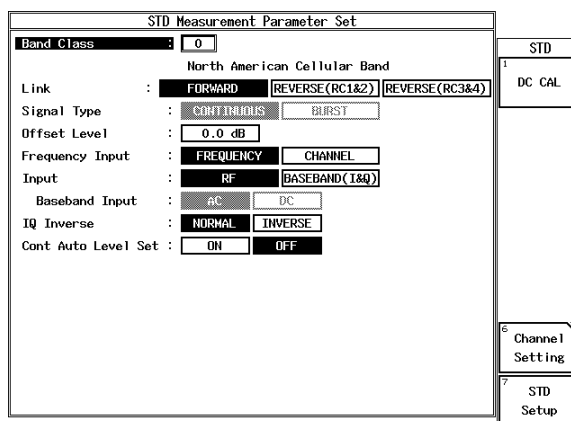 STD Measurement Parameter Set
Band Class : 0
North American Cellular Band
Link : FORWARD REVERSE(RC1&2) REVERSE(RC3&4)
Signal Type : CONTINUOUS BURST
Offset Level : 0.0 dB
Frequency Input : FREQUENCY CHANNEL
Input : RF BASEBAND(I&Q)
Baseband Input : AC DC
IQ Inverse : NORMAL INVERSE
Cont Auto Level Set : ON OFF
STD
1
DC CAL
6
Channel
Setting
7
STD
Setup